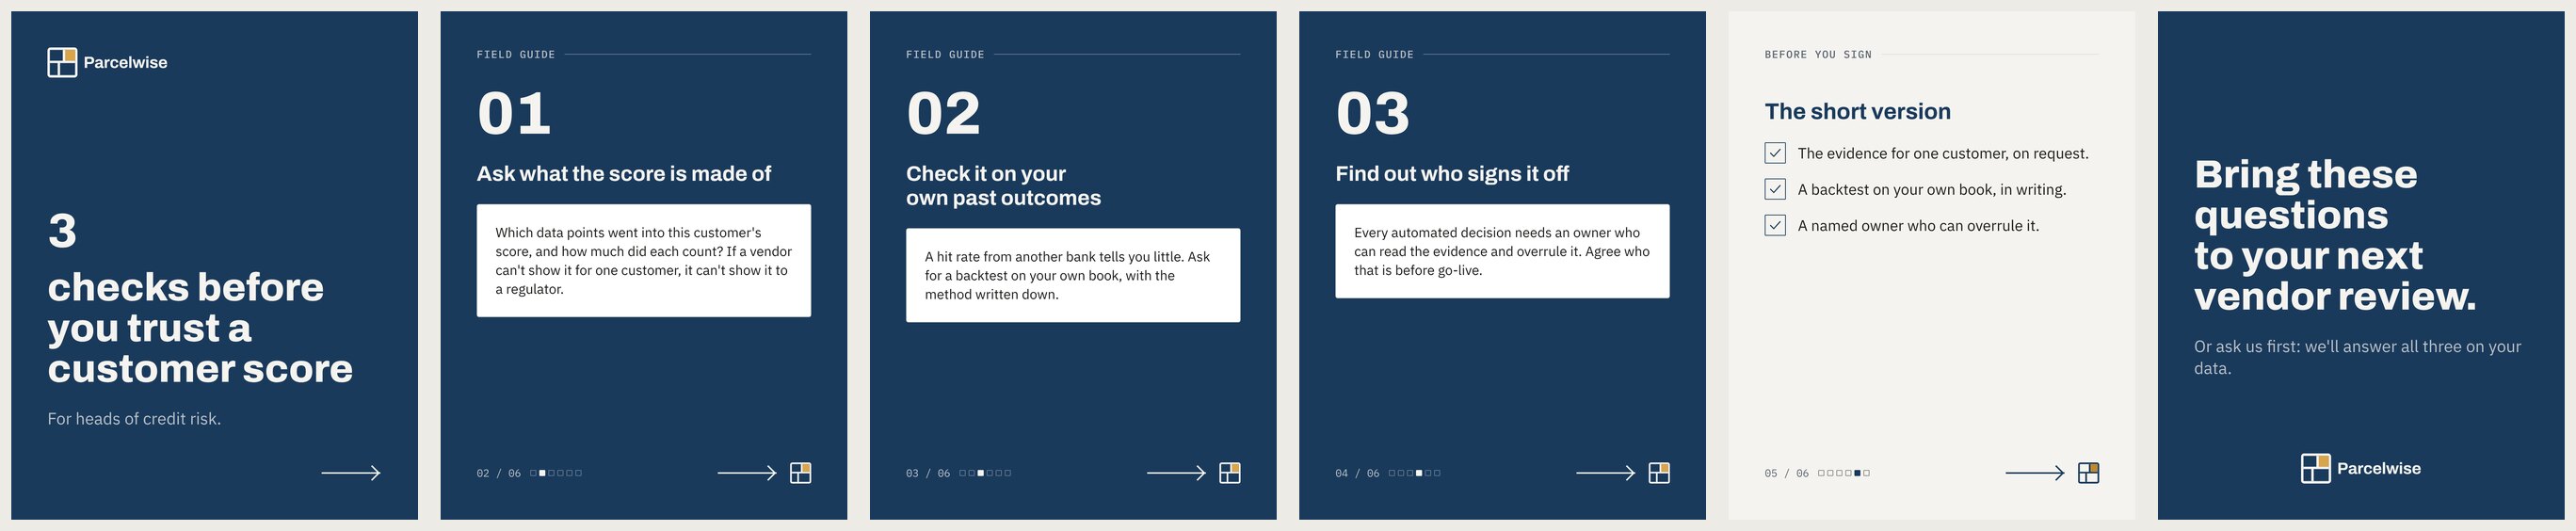 Parcelwise
3
checks before
you trust a
customer score
For heads of credit risk.
FIELD GUIDE
01
Ask what the score is made of
Which data points went into this customer's
score, and how much did each count? If a vendor
can't show it for one customer, it can't show it to
a regulator.
02 / 06
FIELD GUIDE
02
Check it on your
own past outcomes
A hit rate from another bank tells you little. Ask
for a backtest on your own book, with the
method written down.
03 / 06
FIELD GUIDE
03
Find out who signs it off
Every automated decision needs an owner who
can read the evidence and overrule it. Agree who
that is before go-live.
04 / 06
BEFORE YOU SIGN
The short version
The evidence for one customer, on request.
A backtest on your own book, in writing.
A named owner who can overrule it.
05 / 06
Bring these
questions
to your next
vendor review.
Or ask us first: we'll answer all three on your
data.
Parcelwise